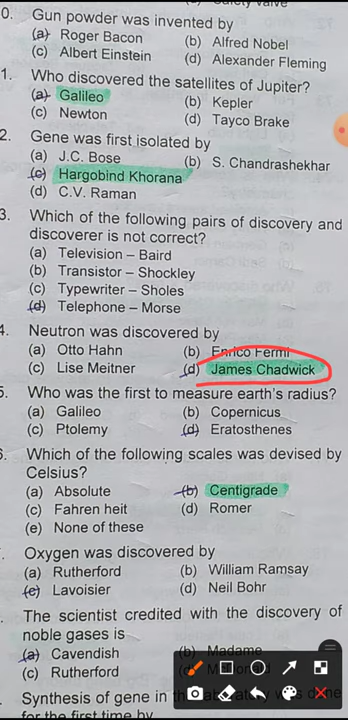 0. Gun powder was invented by
(a) Roger Bacon (b) Alfred Nobel
(c) Albert Einstein (d) Alexander Fleming
1. Who discovered the satellites of Jupiter?
(a) Galileo (b) Kepler
(c) Newton (d) Tayco Brake
2. Gene was first isolated by
(a) J.C. Bose (b) S. Chandrashekhar
(c) Hargobind Khorana
(d) C.V. Raman
3. Which of the following pairs of discovery and
discoverer is not correct?
(a) Television – Baird
(b) Transistor – Shockley
(c) Typewriter – Sholes
(d) Telephone – Morse
4. Neutron was discovered by
(a) Otto Hahn (b) Enrico Fermi
(c) Lise Meitner (d) James Chadwick
5. Who was the first to measure earth's radius?
(a) Galileo (b) Copernicus
(c) Ptolemy (d) Eratosthenes
6. Which of the following scales was devised by
Celsius?
(a) Absolute (b) Centigrade
(c) Fahren heit (d) Romer
(e) None of these
. Oxygen was discovered by
(a) Rutherford (b) William Ramsay
(c) Lavoisier (d) Neil Bohr
. The scientist credited with the discovery of
noble gases is
(a) Cavendish (b) Madame
(c) Rutherford
Synthesis of gene in
for the first time by